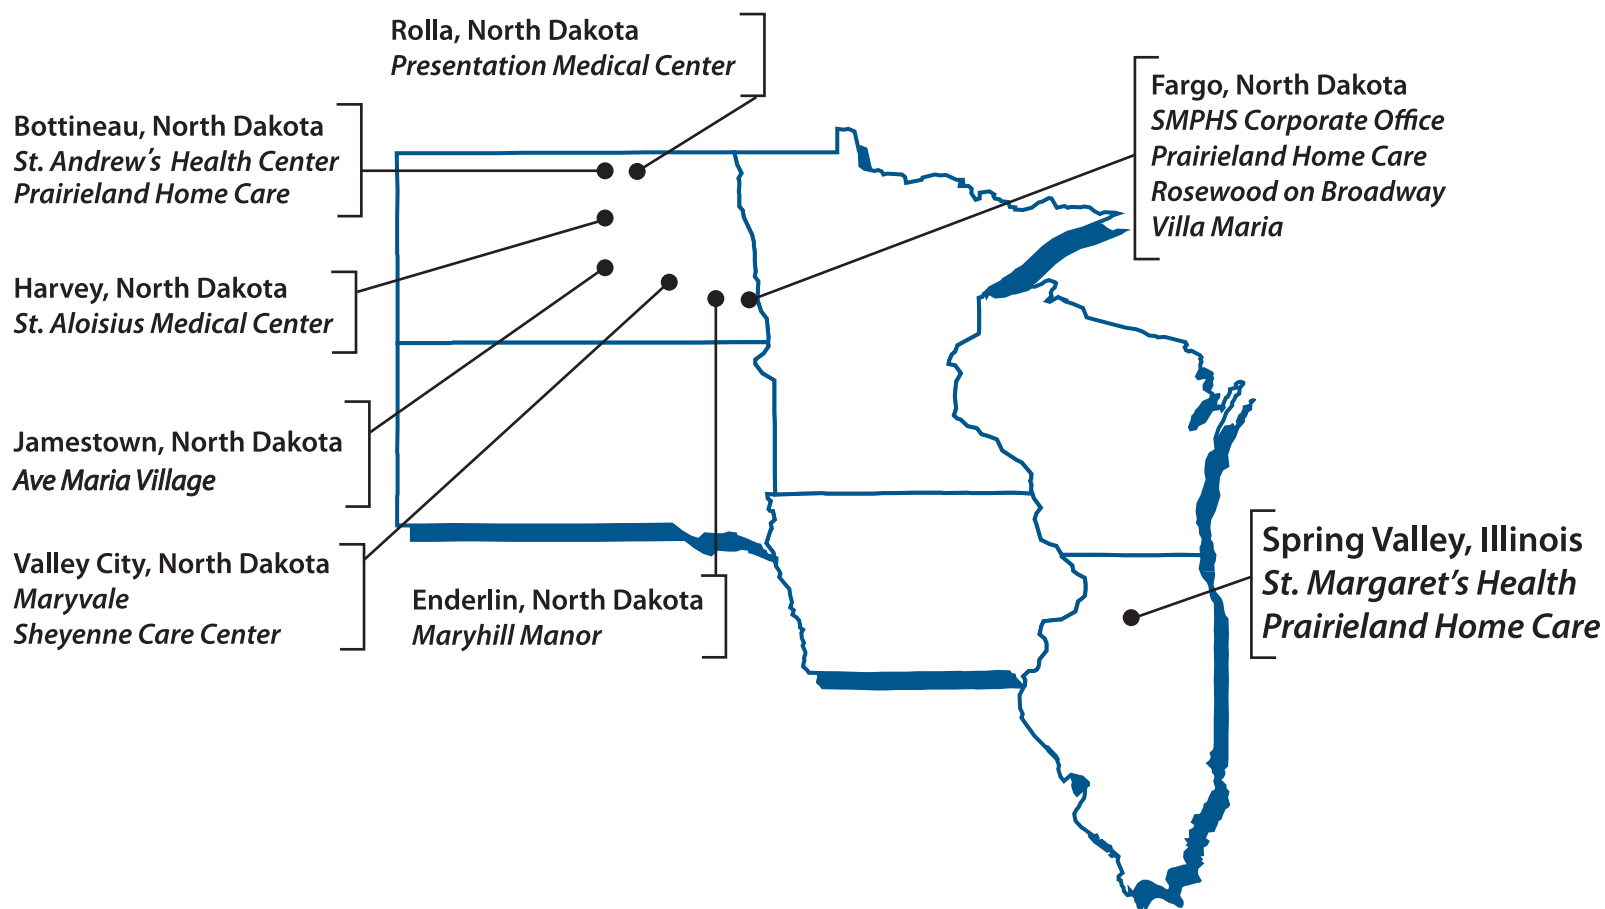 Rolla, North Dakota
Presentation Medical Center
Bottineau, North Dakota
St. Andrew's Health Center
Prairieland Home Care
Fargo, North Dakota
SMPHS Corporate Office
Prairieland Home Care
Rosewood on Broadway
Villa Maria
Harvey, North Dakota
St. Aloisius Medical Center
Jamestown, North Dakota
Ave Maria Village
Valley City, North Dakota
Maryvale
Sheyenne Care Center
Enderlin, North Dakota
Maryhill Manor
Spring Valley, Illinois
St. Margaret's Health
Prairieland Home Care